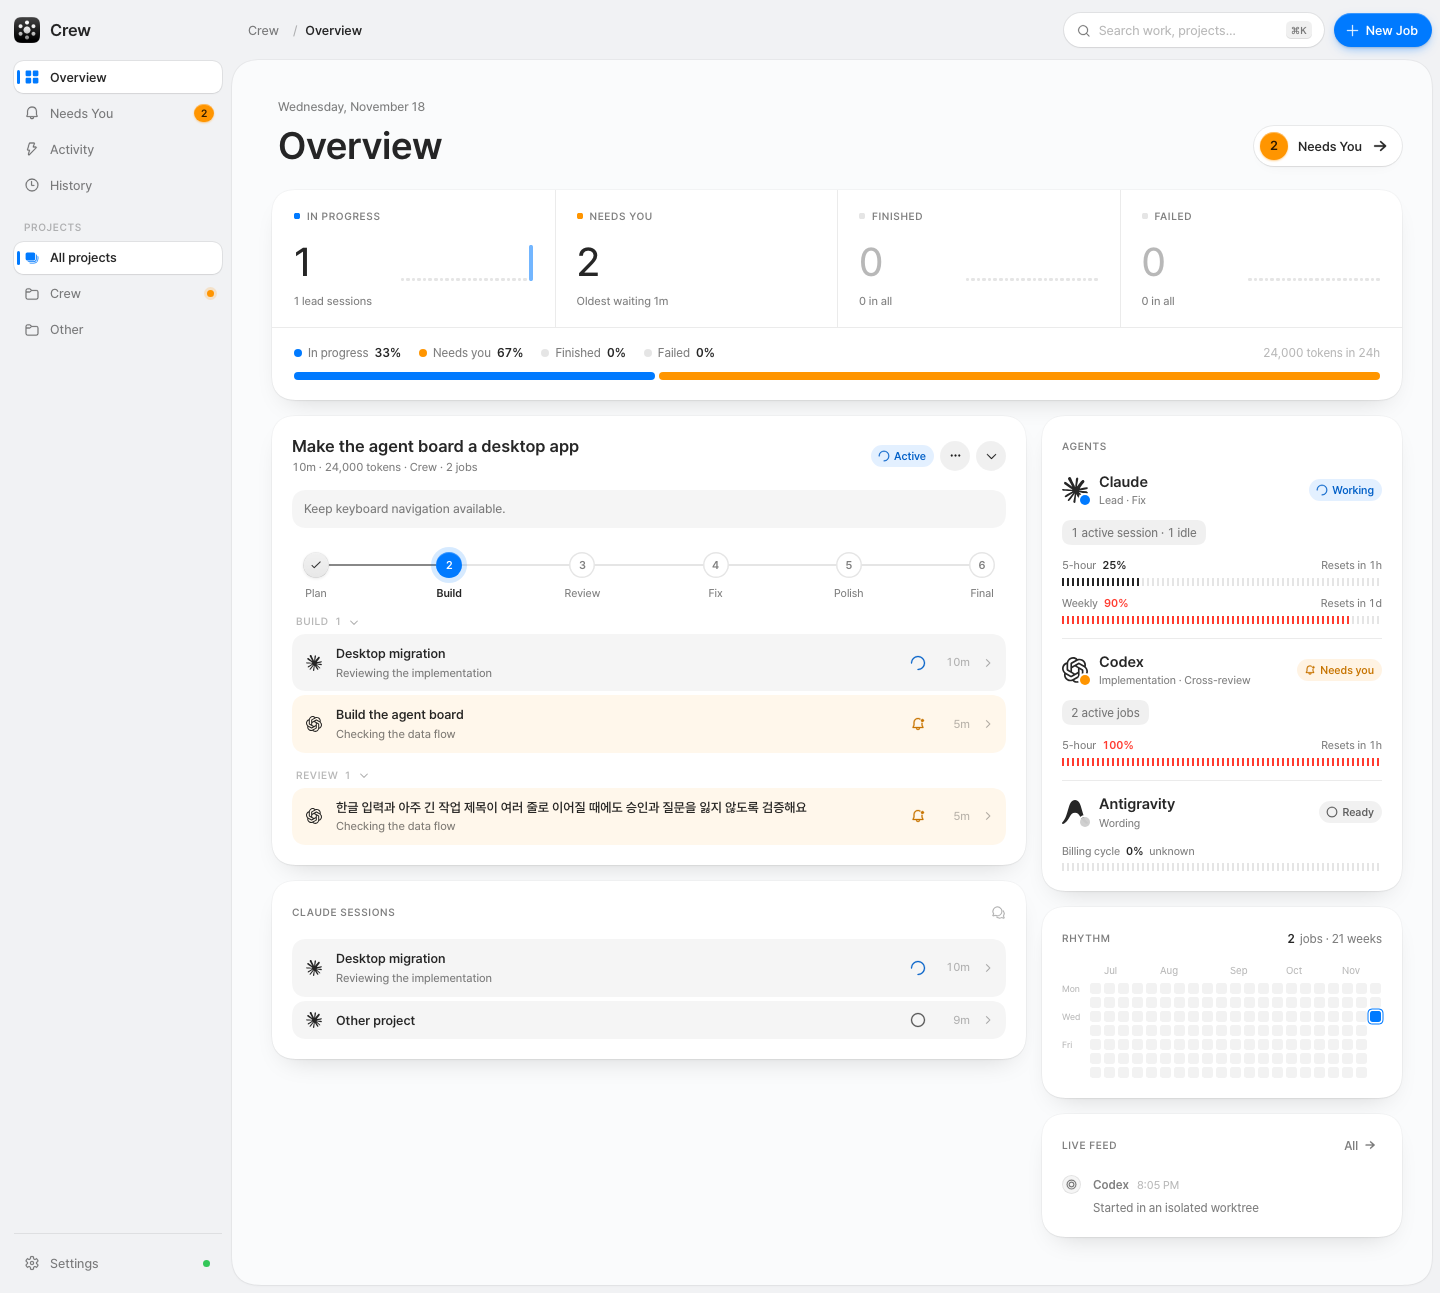 Crew
Crew / Overview
Search work, projects...
⌘K
New Job
Overview
Needs You
2
Activity
History
PROJECTS
All projects
Crew
Other
Settings
Wednesday, November 18
Overview
2 Needs You
IN PROGRESS
1
1 lead sessions
NEEDS YOU
2
Oldest waiting 1m
FINISHED
0
0 in all
FAILED
0
0 in all
In progress 33% Needs you 67% Finished 0% Failed 0%
24,000 tokens in 24h
Make the agent board a desktop app
10m · 24,000 tokens · Crew · 2 jobs
Active
Keep keyboard navigation available.
2 3 4 5 6
Plan Build Review Fix Polish Final
BUILD 1
Desktop migration
Reviewing the implementation
10m
Build the agent board
Checking the data flow
5m
REVIEW 1
한글 입력과 아주 긴 작업 제목이 여러 줄로 이어질 때에도 승인과 질문을 잃지 않도록 검증해요
Checking the data flow
5m
CLAUDE SESSIONS
Desktop migration
Reviewing the implementation
10m
Other project
9m
AGENTS
Claude
Lead · Fix
Working
1 active session · 1 idle
5-hour 25% Resets in 1h
Weekly 90% Resets in 1d
Codex
Implementation · Cross-review
Needs you
2 active jobs
5-hour 100% Resets in 1h
Antigravity
Wording
Ready
Billing cycle 0% unknown
RHYTHM
2 jobs · 21 weeks
Jul Aug Sep Oct Nov
Mon
Wed
Fri
LIVE FEED
All
Codex 8:05 PM
Started in an isolated worktree